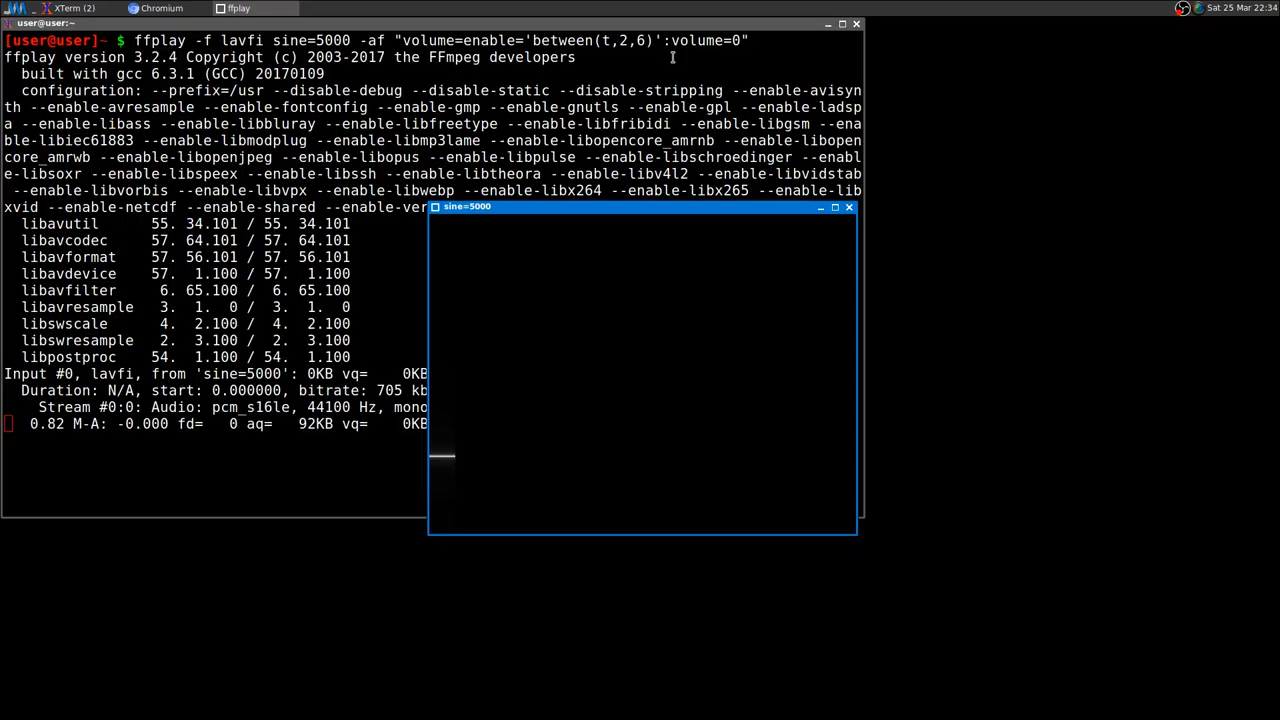 XTerm (2) Chromium ffplay Sat 25 Mar 22:34
user@user:~
[user@user]~ $ ffplay -f lavfi sine=5000 -af "volume=enable='between(t,2,6)':volume=0"
ffplay version 3.2.4 Copyright (c) 2003-2017 the FFmpeg developers
  built with gcc 6.3.1 (GCC) 20170109
  configuration: --prefix=/usr --disable-debug --disable-static --disable-stripping --enable-avisyn
th --enable-avresample --enable-fontconfig --enable-gmp --enable-gnutls --enable-gpl --enable-ladsp
a --enable-libass --enable-libbluray --enable-libfreetype --enable-libfribidi --enable-libgsm --ena
ble-libiec61883 --enable-libmodplug --enable-libmp3lame --enable-libopencore_amrnb --enable-libopen
core_amrwb --enable-libopenjpeg --enable-libopus --enable-libpulse --enable-libschroedinger --enabl
e-libsoxr --enable-libspeex --enable-libssh --enable-libtheora --enable-libv4l2 --enable-libvidstab
 --enable-libvorbis --enable-libvpx --enable-libwebp --enable-libx264 --enable-libx265 --enable-lib
xvid --enable-netcdf --enable-shared --enable-ver
sine=5000
  libavutil      55. 34.101 / 55. 34.101
  libavcodec     57. 64.101 / 57. 64.101
  libavformat    57. 56.101 / 57. 56.101
  libavdevice    57.  1.100 / 57.  1.100
  libavfilter     6. 65.100 /  6. 65.100
  libavresample   3.  1.  0 /  3.  1.  0
  libswscale      4.  2.100 /  4.  2.100
  libswresample   2.  3.100 /  2.  3.100
  libpostproc    54.  1.100 / 54.  1.100
Input #0, lavfi, from 'sine=5000': 0KB vq=    0KB
  Duration: N/A, start: 0.000000, bitrate: 705 kb
    Stream #0:0: Audio: pcm_s16le, 44100 Hz, mono
   0.82 M-A: -0.000 fd=   0 aq=   92KB vq=    0KB